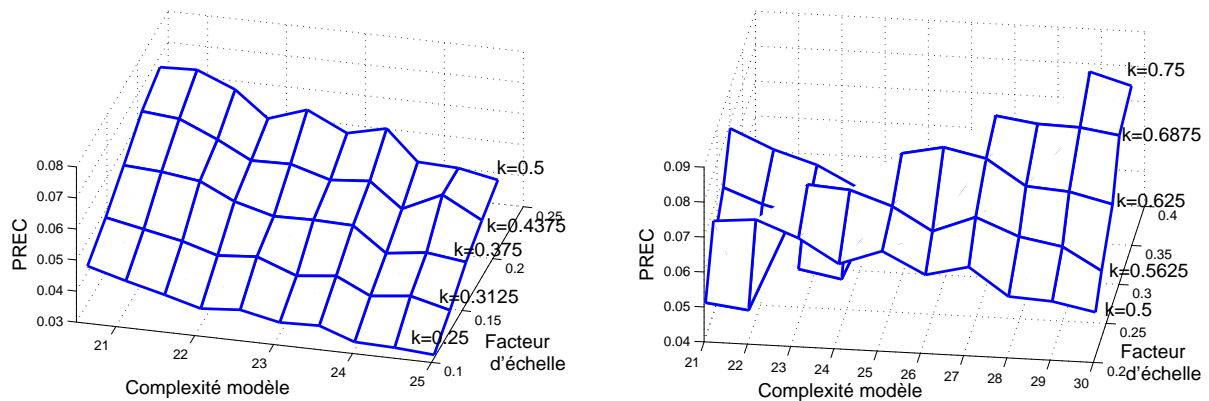 0.08
0.07
0.06
0.05
0.04
0.03
PREC
21
22
23
24
25
Complexité modèle
0.1
0.15
0.2
0.25
Facteur
d'échelle
k=0.5
k=0.4375
k=0.375
k=0.3125
k=0.25
0.09
0.08
0.07
0.06
0.05
0.04
PREC
21
22
23
24
25
26
27
28
29
30
Complexité modèle
0.2
0.25
0.3
0.35
0.4
Facteur
d'échelle
k=0.75
k=0.6875
k=0.625
k=0.5625
k=0.5